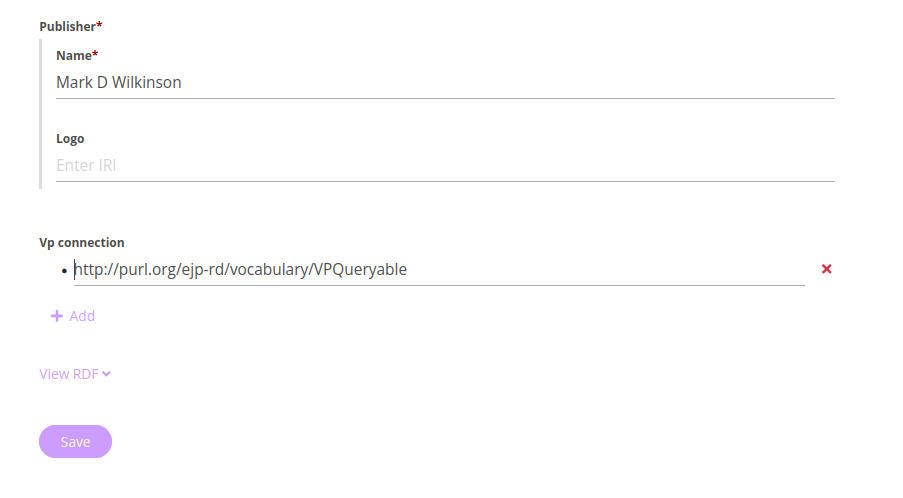 Publisher*
Name*
Mark D Wilkinson
Logo
Enter IRI
Vp connection
• http://purl.org/ejp-rd/vocabulary/VPQueryable
Add
View RDF
Save